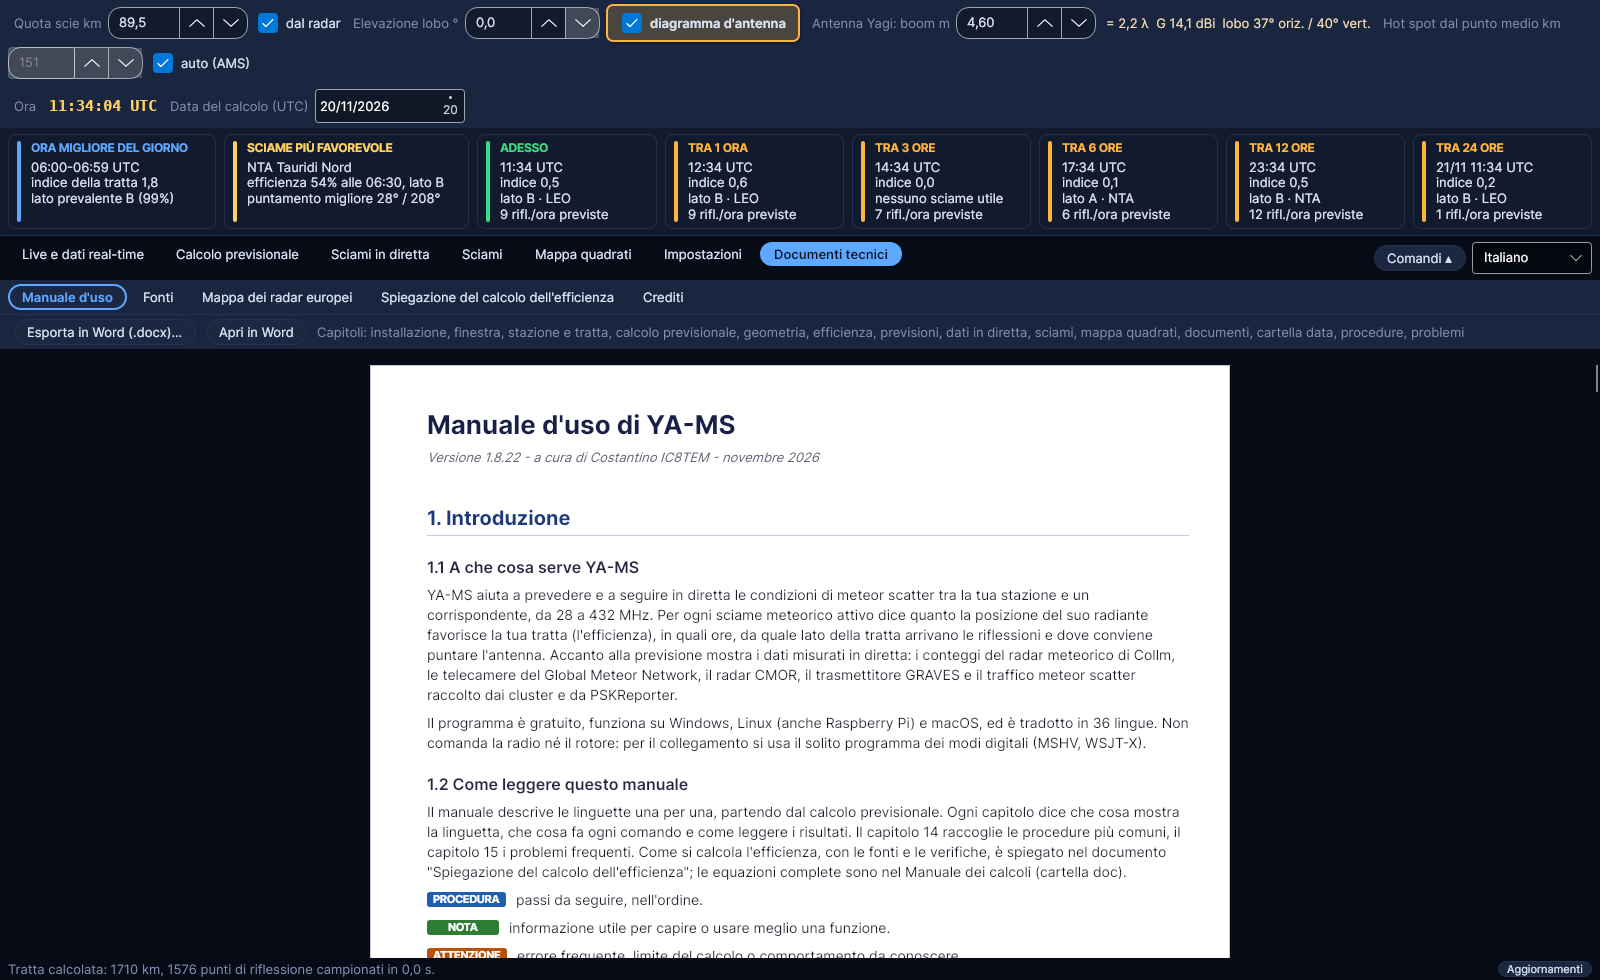 Quota scie km 89,5 dal radar Elevazione lobo ° 0,0 diagramma d'antenna Antenna Yagi: boom m 4,60 = 2,2 λ G 14,1 dBi lobo 37° oriz. / 40° vert. Hot spot dal punto medio km
151 auto (AMS)
Ora 11:34:04 UTC Data del calcolo (UTC) 20/11/2026 20
ORA MIGLIORE DEL GIORNO
06:00-06:59 UTC
indice della tratta 1,8
lato prevalente B (99%)
SCIAME PIÙ FAVOREVOLE
NTA Tauridi Nord
efficienza 54% alle 06:30, lato B
puntamento migliore 28° / 208°
ADESSO
11:34 UTC
indice 0,5
lato B · LEO
9 rifl./ora previste
TRA 1 ORA
12:34 UTC
indice 0,6
lato B · LEO
9 rifl./ora previste
TRA 3 ORE
14:34 UTC
indice 0,0
nessuno sciame utile
7 rifl./ora previste
TRA 6 ORE
17:34 UTC
indice 0,1
lato A · NTA
6 rifl./ora previste
TRA 12 ORE
23:34 UTC
indice 0,5
lato B · NTA
12 rifl./ora previste
TRA 24 ORE
21/11 11:34 UTC
indice 0,2
lato B · LEO
1 rifl./ora previste
Live e dati real-time Calcolo previsionale Sciami in diretta Sciami Mappa quadrati Impostazioni Documenti tecnici Comandi ▴ Italiano
Manuale d'uso Fonti Mappa dei radar europei Spiegazione del calcolo dell'efficienza Crediti
Esporta in Word (.docx)... Apri in Word Capitoli: installazione, finestra, stazione e tratta, calcolo previsionale, geometria, efficienza, previsioni, dati in diretta, sciami, mappa quadrati, documenti, cartella data, procedure, problemi
Manuale d'uso di YA-MS
Versione 1.8.22 - a cura di Costantino IC8TEM - novembre 2026
1. Introduzione
1.1 A che cosa serve YA-MS
YA-MS aiuta a prevedere e a seguire in diretta le condizioni di meteor scatter tra la tua stazione e un
corrispondente, da 28 a 432 MHz. Per ogni sciame meteorico attivo dice quanto la posizione del suo radiante
favorisce la tua tratta (l'efficienza), in quali ore, da quale lato della tratta arrivano le riflessioni e dove conviene
puntare l'antenna. Accanto alla previsione mostra i dati misurati in diretta: i conteggi del radar meteorico di Collm,
le telecamere del Global Meteor Network, il radar CMOR, il trasmettitore GRAVES e il traffico meteor scatter
raccolto dai cluster e da PSKReporter.
Il programma è gratuito, funziona su Windows, Linux (anche Raspberry Pi) e macOS, ed è tradotto in 36 lingue. Non
comanda la radio né il rotore: per il collegamento si usa il solito programma dei modi digitali (MSHV, WSJT-X).
1.2 Come leggere questo manuale
Il manuale descrive le linguette una per una, partendo dal calcolo previsionale. Ogni capitolo dice che cosa mostra
la linguetta, che cosa fa ogni comando e come leggere i risultati. Il capitolo 14 raccoglie le procedure più comuni, il
capitolo 15 i problemi frequenti. Come si calcola l'efficienza, con le fonti e le verifiche, è spiegato nel documento
"Spiegazione del calcolo dell'efficienza"; le equazioni complete sono nel Manuale dei calcoli (cartella doc).
PROCEDURA passi da seguire, nell'ordine.
NOTA informazione utile per capire o usare meglio una funzione.
ATTENZIONE errore frequente, limite del calcolo o comportamento da conoscere.
Tratta calcolata: 1710 km, 1576 punti di riflessione campionati in 0,0 s. Aggiornamenti